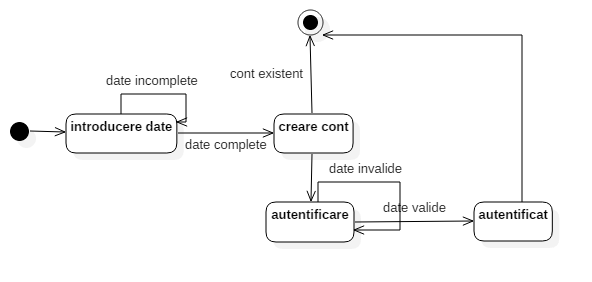 cont existent
date incomplete
introducere date
creare cont
date complete
date invalide
autentificare
date valide
autentificat